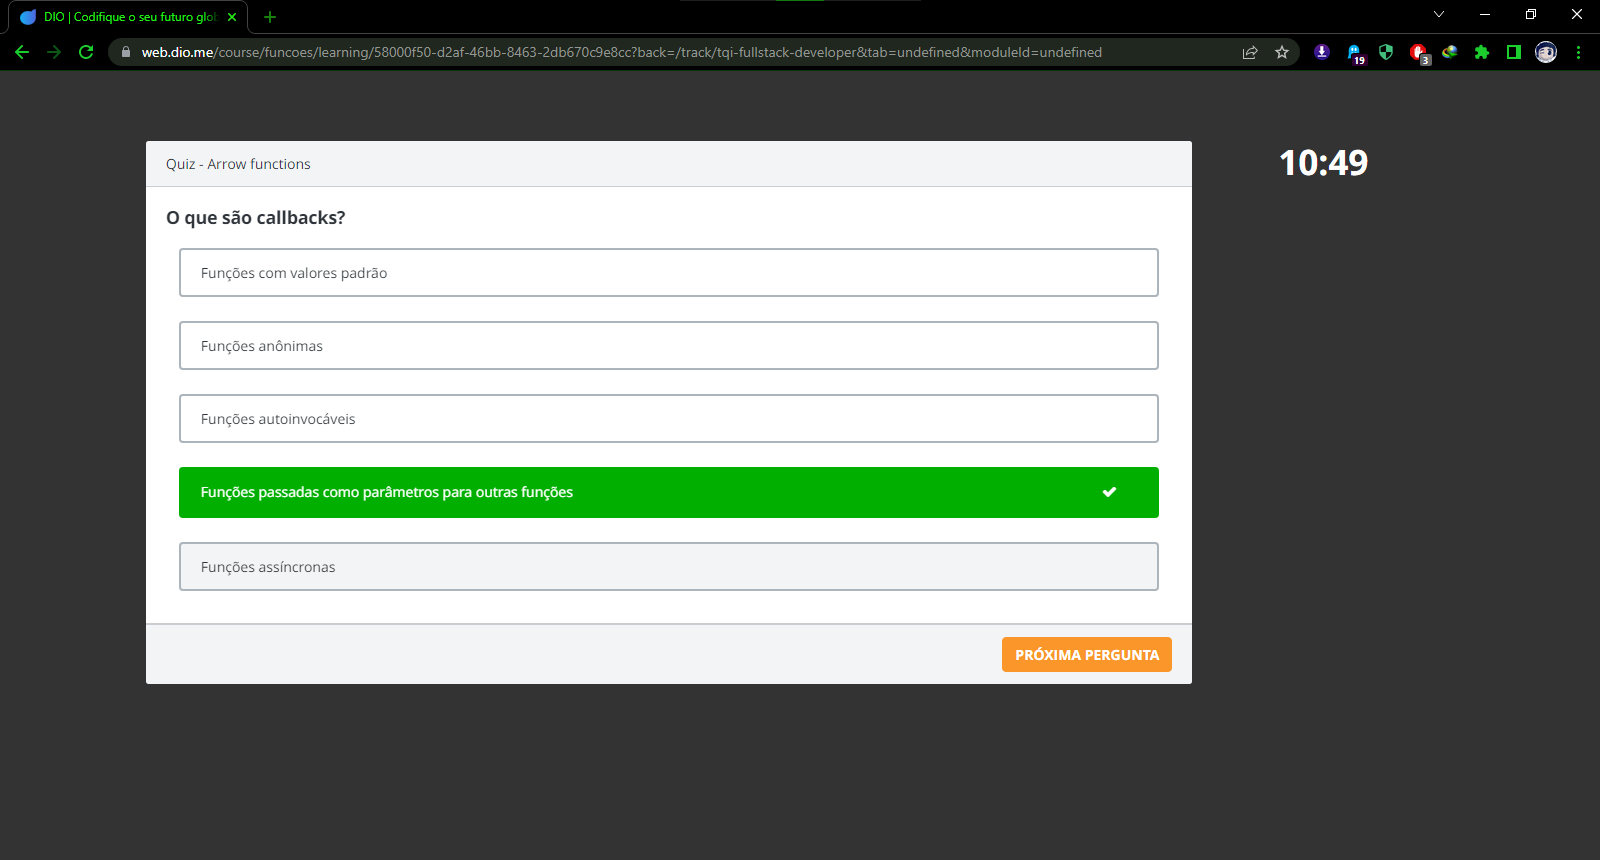 DIO | Codifique o seu futuro glob
web.dio.me/course/funcoes/learning/58000f50-d2af-46bb-8463-2db670c9e8cc?back=/track/tqi-fullstack-developer&tab=undefined&moduleId=undefined
19
3
Quiz - Arrow functions
10:49
O que são callbacks?
Funções com valores padrão
Funções anônimas
Funções autoinvocáveis
Funções passadas como parâmetros para outras funções
Funções assíncronas
PRÓXIMA PERGUNTA